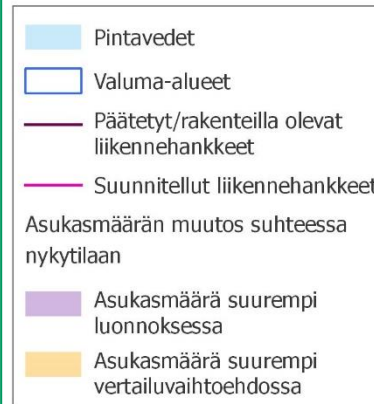 Pintavedet
Valuma-alueet
Päätetyt/rakenteilla olevat
liikennehankkeet
Suunnitellut liikennehankkeet
Asukasmäärän muutos suhteessa
nykytilaan
Asukasmäärä suurempi
luonnoksessa
Asukasmäärä suurempi
vertailuvaihtoehdossa